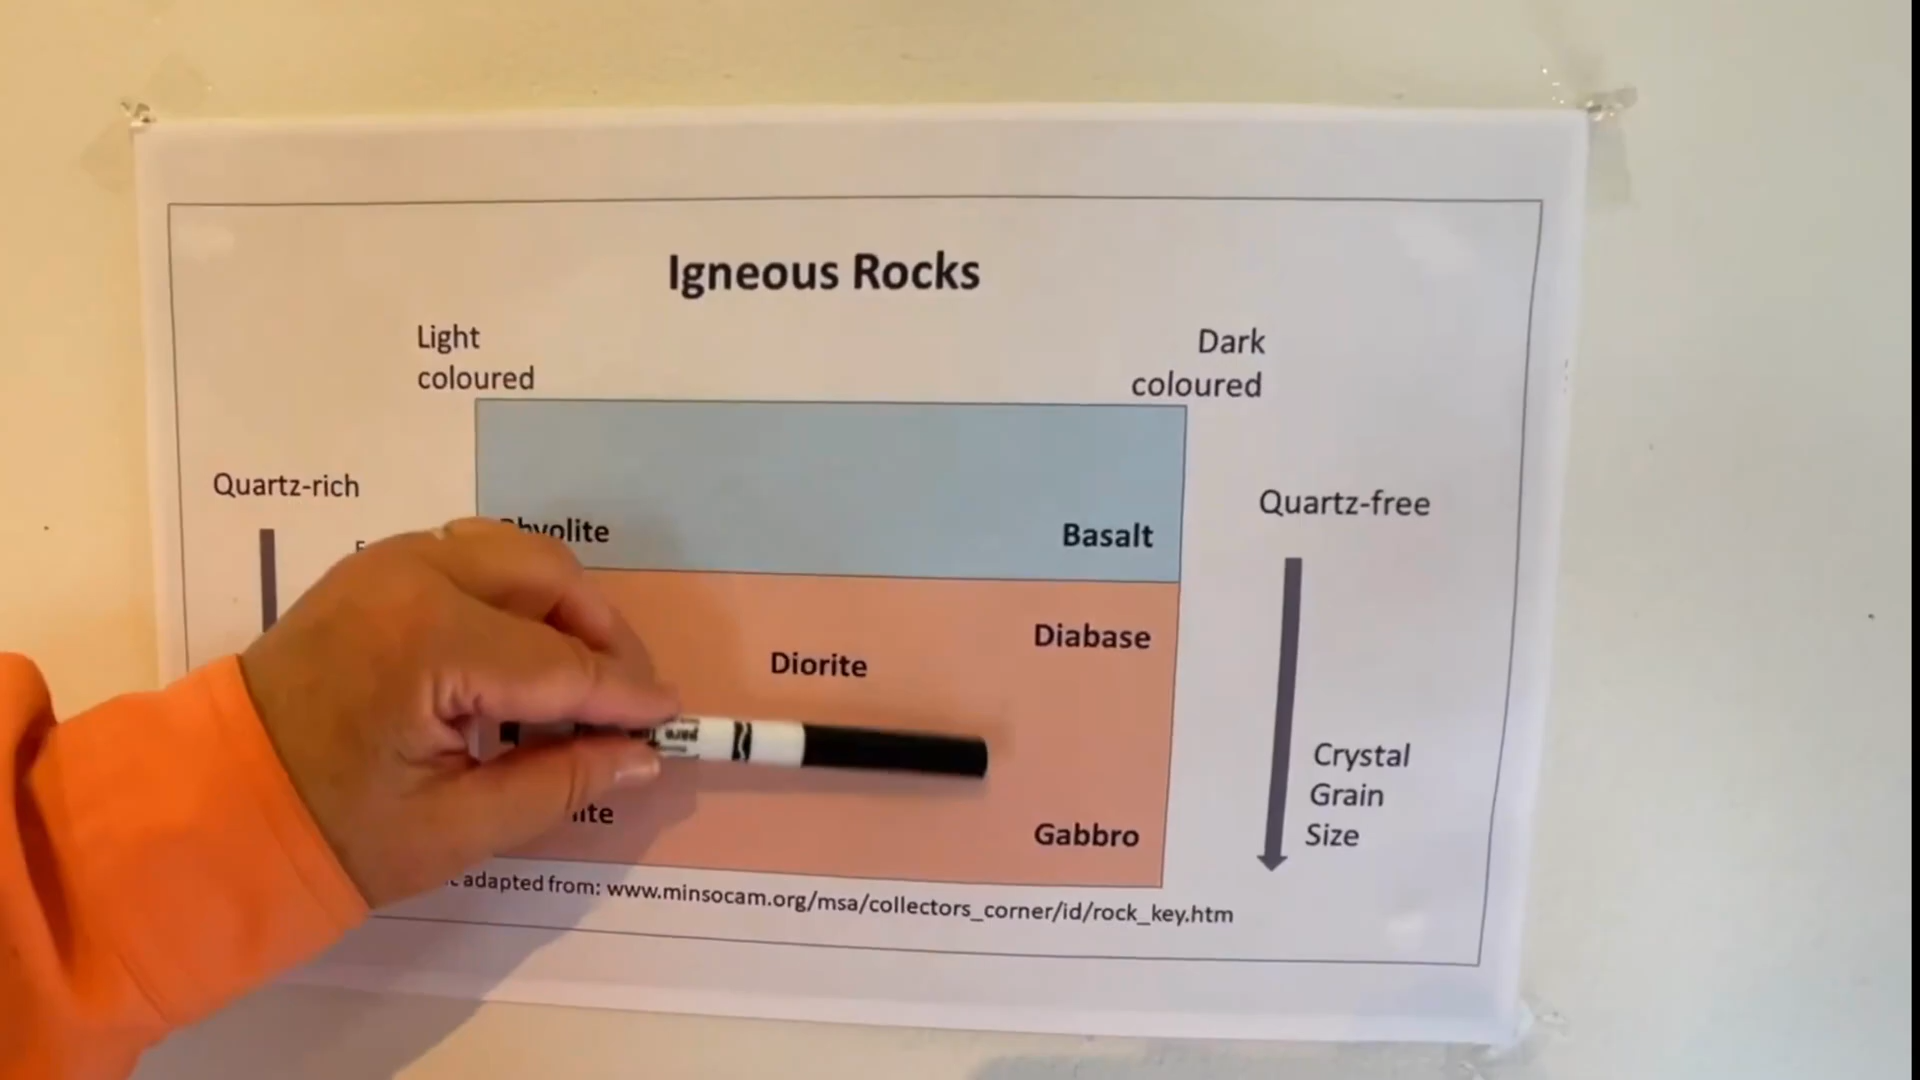 Igneous Rocks
Light
coloured
Dark
coloured
Quartz-rich
Quartz-free
Basalt
Diabase
Diorite
Crystal
Grain
Size
Gabbro
adapted from: www.minsocam.org/msa/collectors_corner/id/rock_key.htm